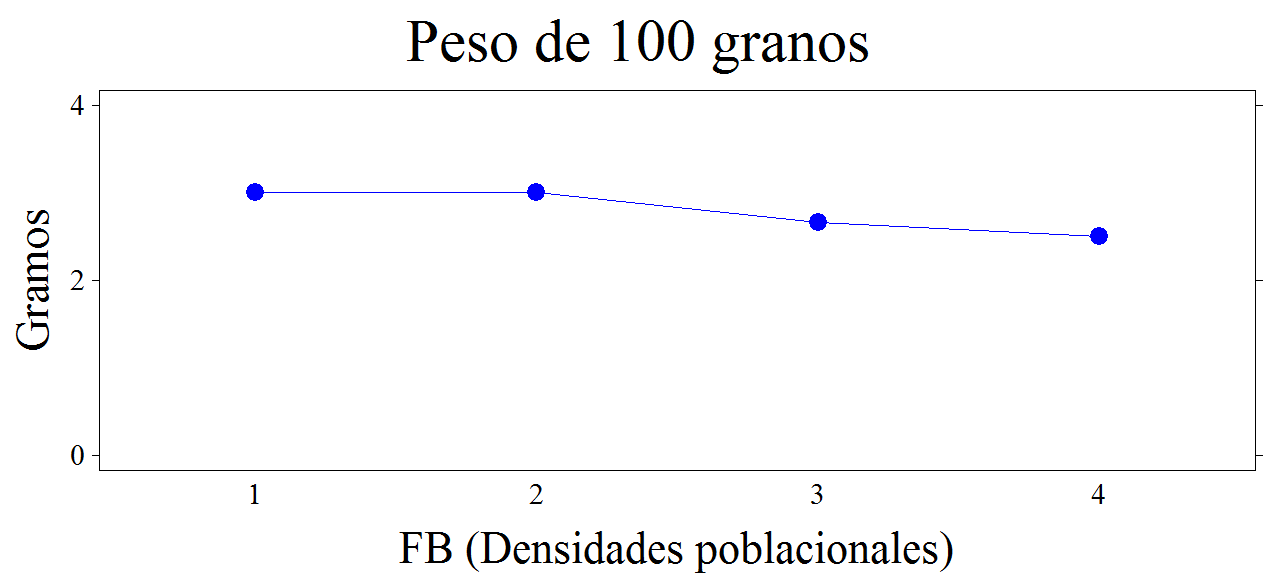 Peso de 100 granos
Gramos
4
2
0
1 2 3 4
FB (Densidades poblacionales)